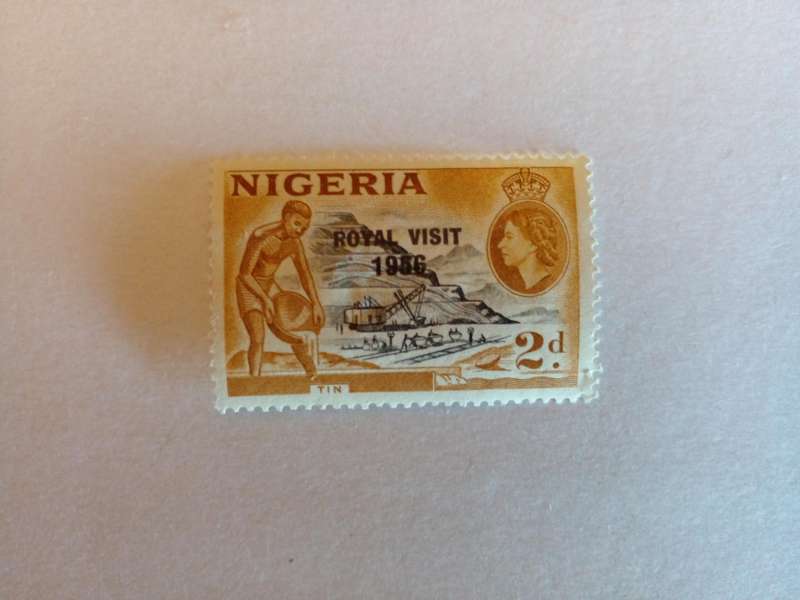 NIGERIA
ROYAL VISIT
1956
2d.
TIN